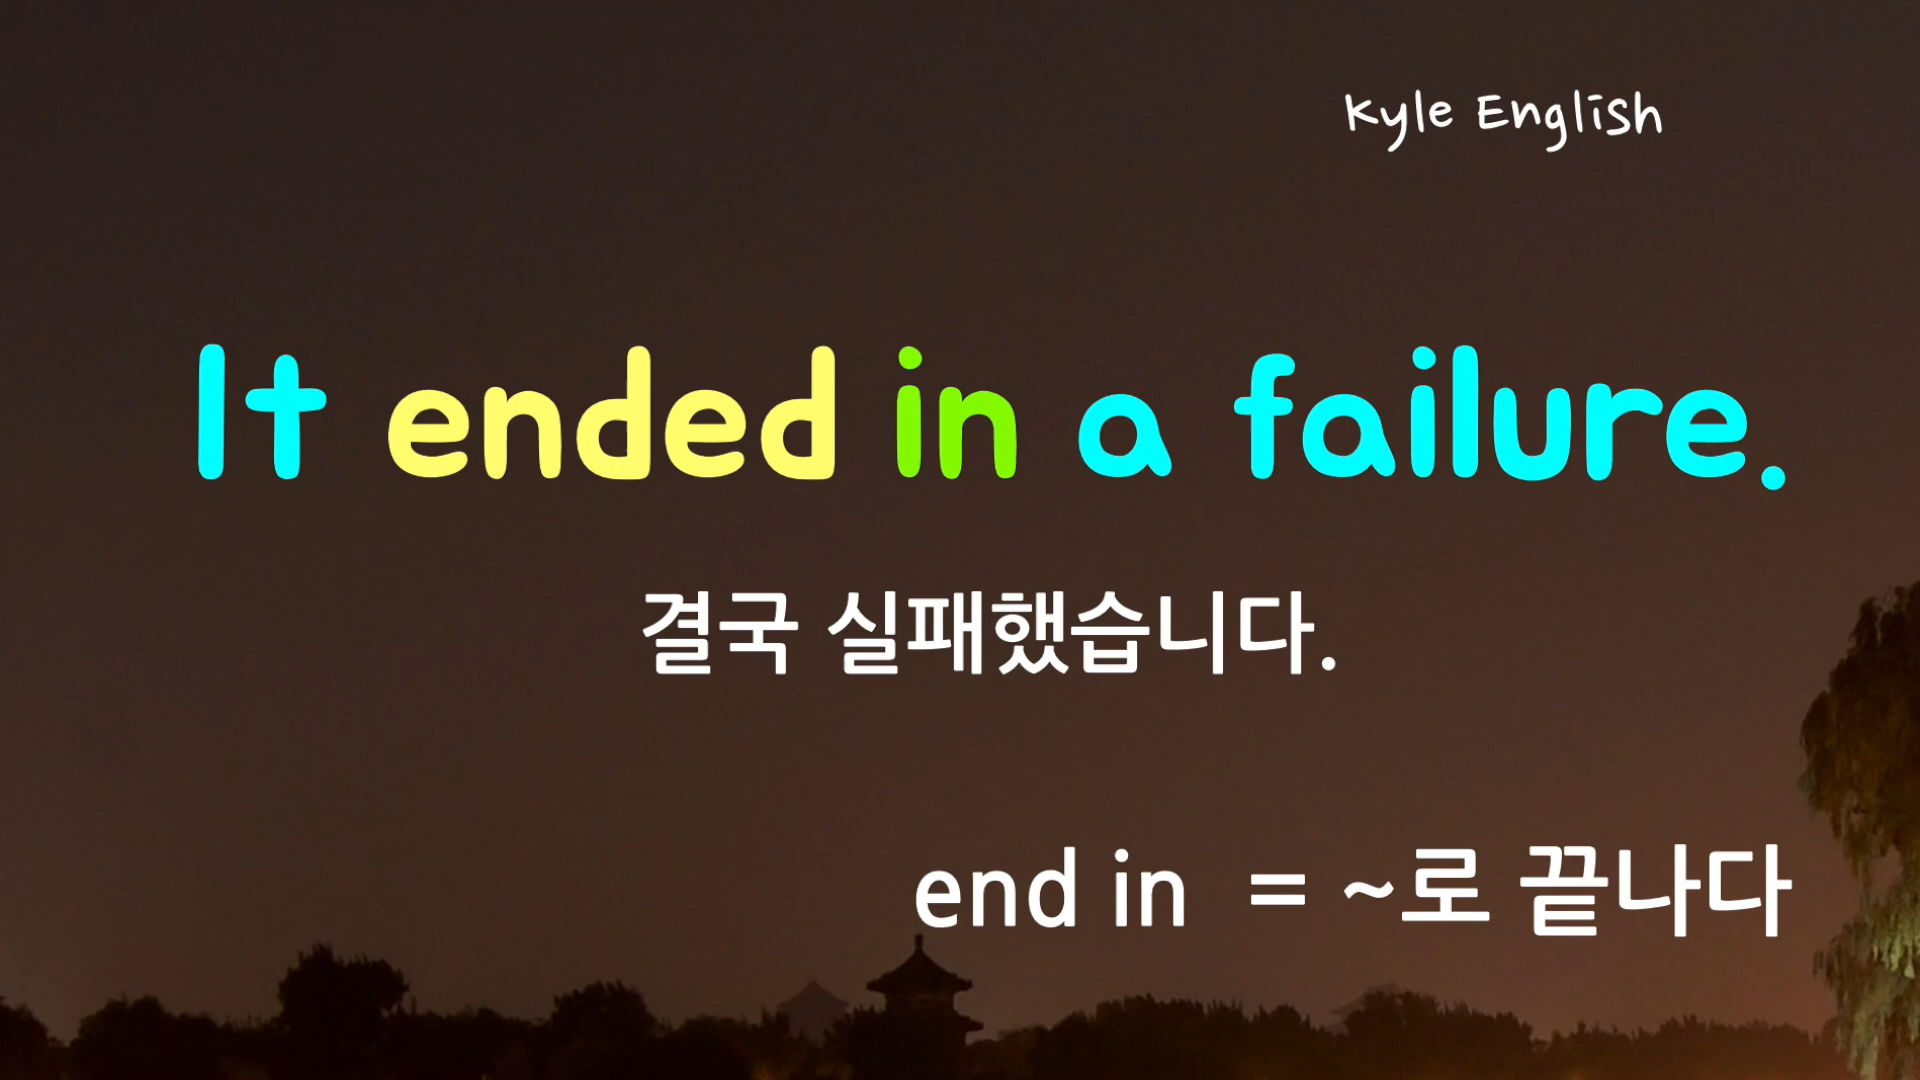 Kyle English
It ended in a failure.
결국 실패했습니다.
end in = ~로 끝나다